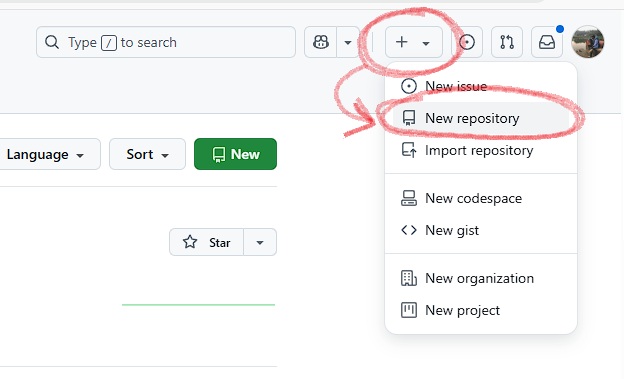 Type / to search
New issue
New repository
Import repository
New codespace
New gist
New organization
New project
Language
Sort
New
Star